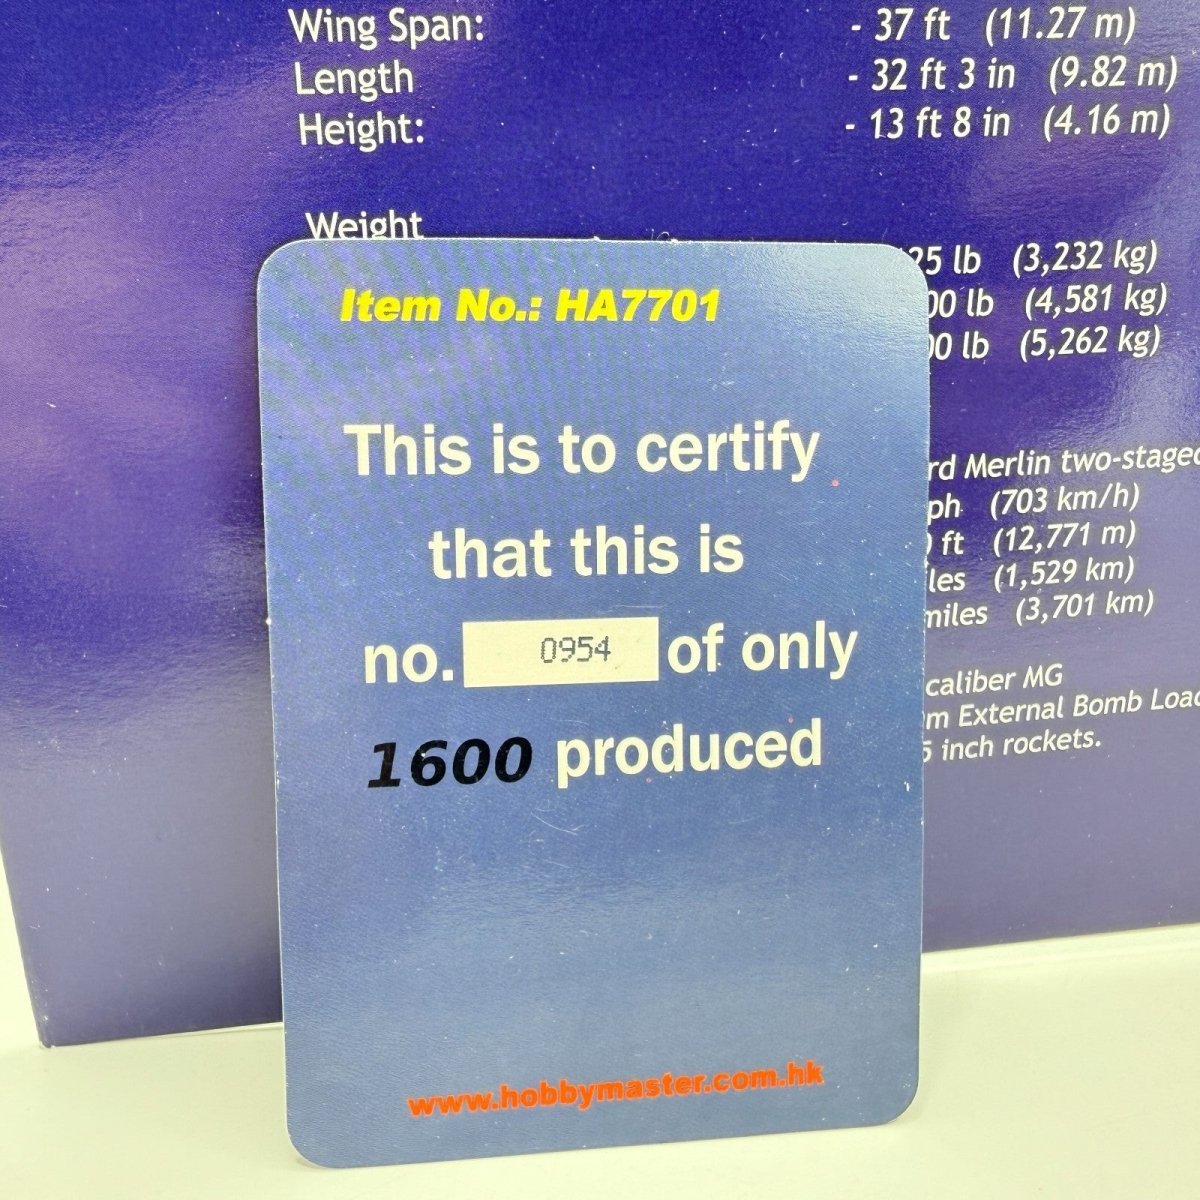 Wing Span: - 37 ft (11.27 m)
Length - 32 ft 3 in (9.82 m)
Height: - 13 ft 8 in (4.16 m)
Weight
25 lb (3,232 kg)
00 lb (4,581 kg)
00 lb (5,262 kg)
rd Merlin two-staged
ph (703 km/h)
ft (12,771 m)
les (1,529 km)
miles (3,701 km)
caliber MG
m External Bomb Load
5 inch rockets.
Item No.: HA7701
This is to certify
that this is
no. 0954 of only
1600 produced
www.hobbymaster.com.hk